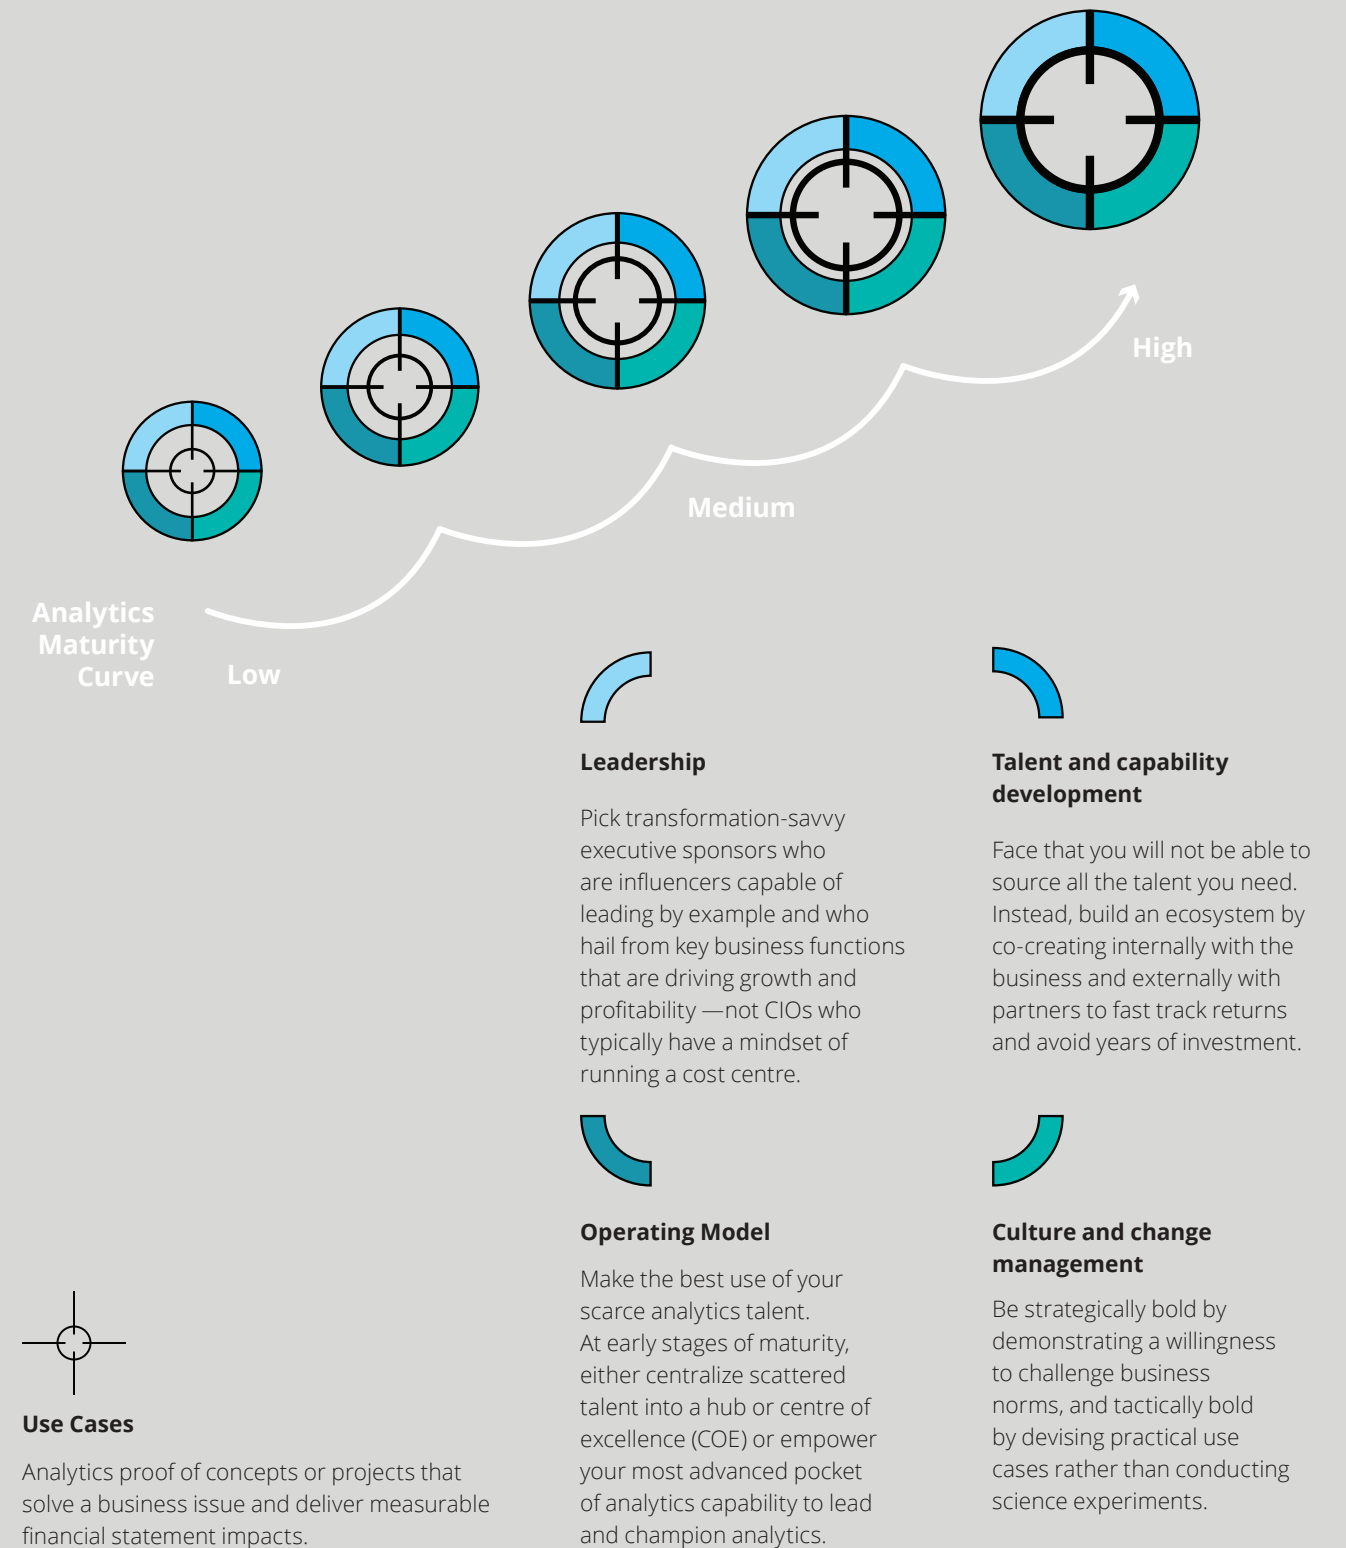 High
Medium
Analytics
Maturity
Curve
Low
Leadership
Pick transformation-savvy
executive sponsors who
are influencers capable of
leading by example and who
hail from key business functions
that are driving growth and
profitability —not CIOs who
typically have a mindset of
running a cost centre.
Talent and capability
development
Face that you will not be able to
source all the talent you need.
Instead, build an ecosystem by
co-creating internally with the
business and externally with
partners to fast track returns
and avoid years of investment.
Use Cases
Analytics proof of concepts or projects that
solve a business issue and deliver measurable
financial statement impacts.
Operating Model
Make the best use of your
scarce analytics talent.
At early stages of maturity,
either centralize scattered
talent into a hub or centre of
excellence (COE) or empower
your most advanced pocket
of analytics capability to lead
and champion analytics.
Culture and change
management
Be strategically bold by
demonstrating a willingness
to challenge business
norms, and tactically bold
by devising practical use
cases rather than conducting
science experiments.